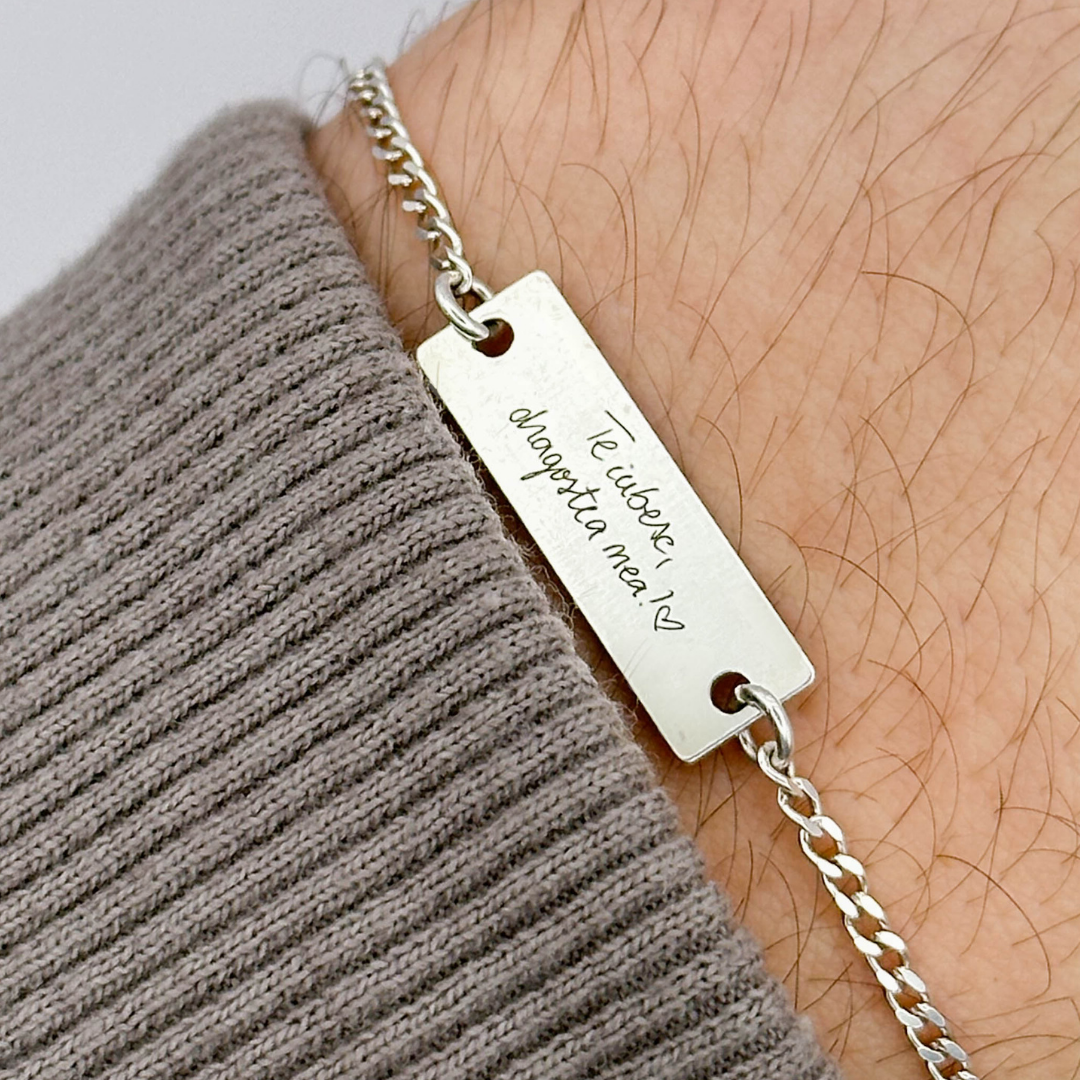 Te iubesc,
dragostea mea! ♡